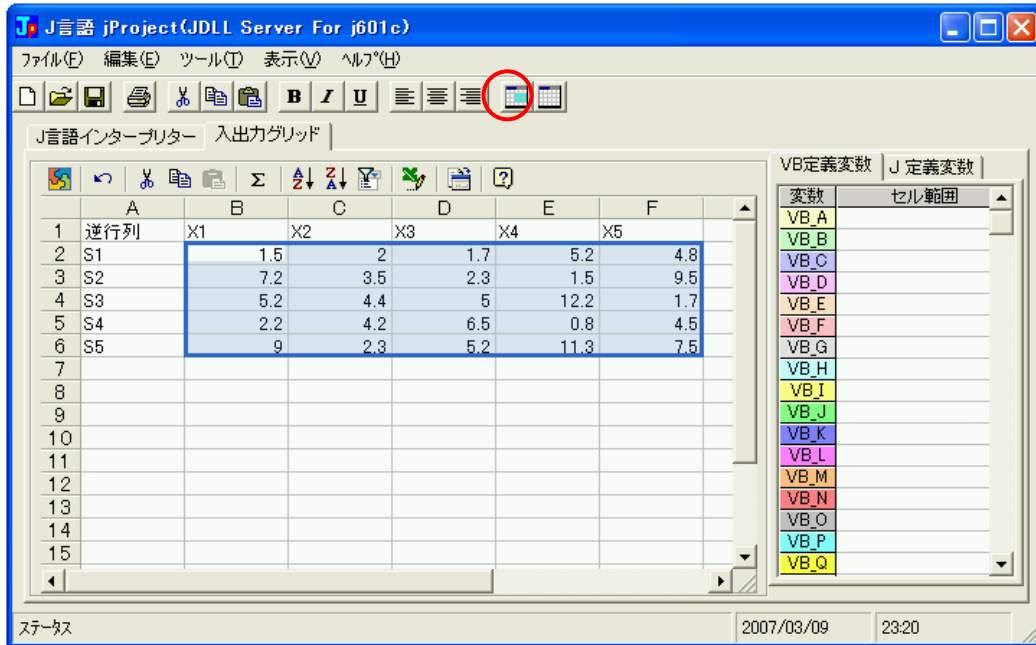 J言語 jProject(JDLL Server For j601c)
ファイル(F) 編集(E) ツール(T) 表示(V) ヘルプ(H)
B I U
J言語インタープリター 入出力グリッド
VB定義変数 J 定義変数
変数 セル範囲
A B C D E F
1 逆行列 X1 X2 X3 X4 X5
2 S1 1.5 2 1.7 5.2 4.8
3 S2 7.2 3.5 2.3 1.5 9.5
4 S3 5.2 4.4 5 12.2 1.7
5 S4 2.2 4.2 6.5 0.8 4.5
6 S5 9 2.3 5.2 11.3 7.5
7
8
9
10
11
12
13
14
15
VB_A
VB_B
VB_C
VB_D
VB_E
VB_F
VB_G
VB_H
VB_I
VB_J
VB_K
VB_L
VB_M
VB_N
VB_O
VB_P
VB_Q
ステータス 2007/03/09 23:20